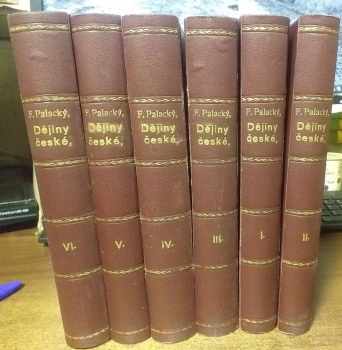 F. Palacký,
Dějiny
české,
VI.
F. Palacký,
Dějiny
české,
V.
F. Palacký,
Dějiny
české,
IV.
F. Palacký,
Dějiny
české,
III.
F. Palacký,
Dějiny
české,
I.
F. Palacký,
Dějiny
české,
II.